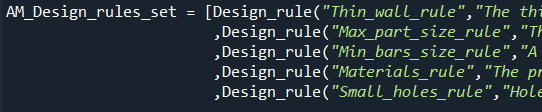 AM_Design_rules_set = [Design_rule("Thin_wall_rule","The thi
,Design_rule("Max_part_size_rule","Th
,Design_rule("Min_bars_size_rule","A
,Design_rule("Materials_rule","The pr
,Design_rule("Small_holes_rule","Hole